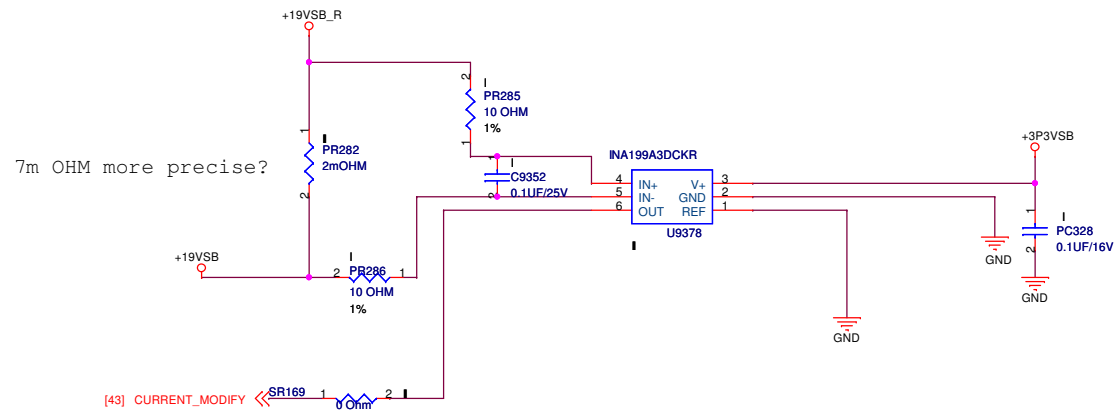 +19VSB_R
2
I
PR285
10 OHM
1%
1
1
I
PR282
2mOHM
2
7m OHM more precise?
1
I
C9352
0.1UF/25V
2
INA199A3DCKR
4 IN+ V+ 3
5 IN- GND 2
6 OUT REF 1
U9378
I
+3P3VSB
1
I
PC328
0.1UF/16V
2
GND
GND
GND
+19VSB
I
2 PR286 1
10 OHM
1%
[43] CURRENT_MODIFY
SR169 1 2 I
0 Ohm